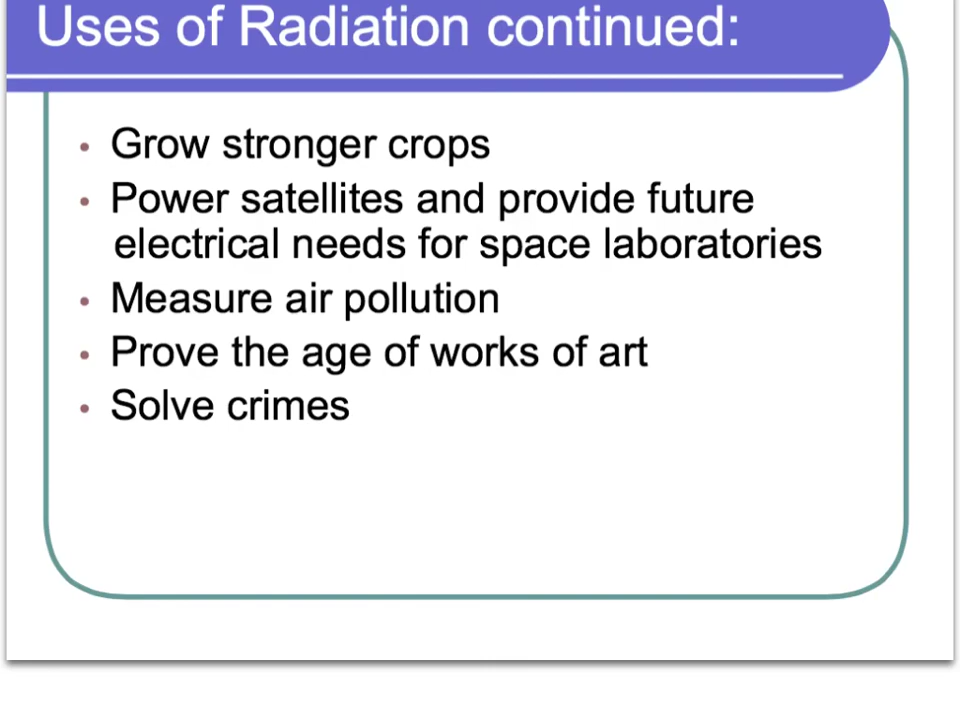 Uses of Radiation continued:
• Grow stronger crops
• Power satellites and provide future
electrical needs for space laboratories
• Measure air pollution
• Prove the age of works of art
• Solve crimes